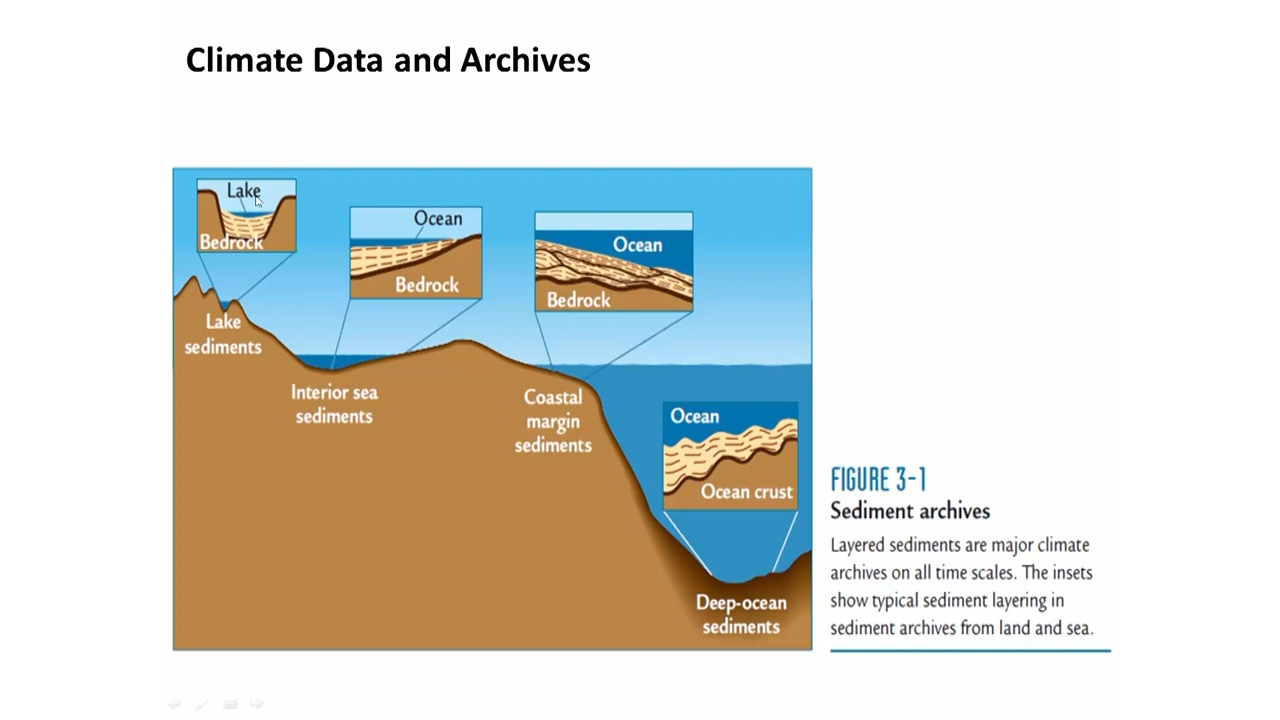 Climate Data and Archives
Lake
Bedrock
Ocean
Bedrock
Ocean
Bedrock
Lake
sediments
Interior sea
sediments
Coastal
margin
sediments
Ocean
Ocean crust
Deep-ocean
sediments
FIGURE 3-1
Sediment archives
Layered sediments are major climate
archives on all time scales. The insets
show typical sediment layering in
sediment archives from land and sea.